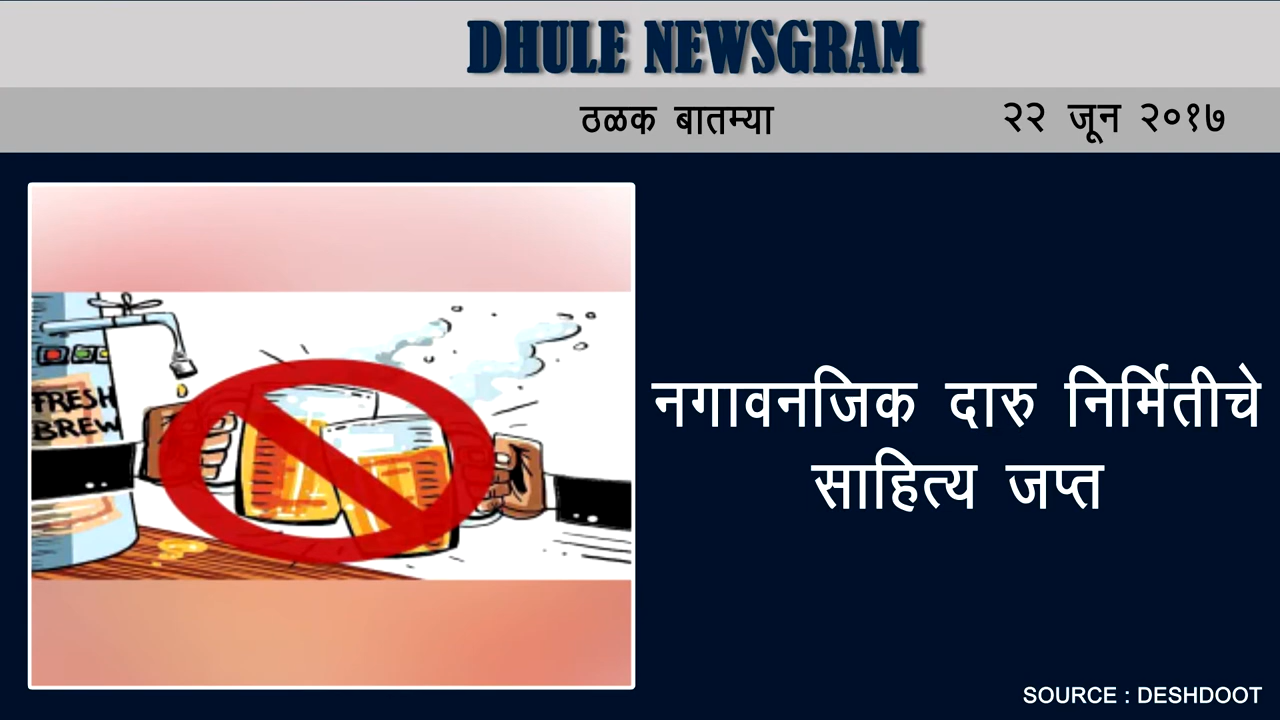 DHULE NEWSGRAM
ठळक बातम्या
२२ जून २०१७
FRESH
BREW
नगावनजिक दारु निर्मितीचे
साहित्य जप्त
SOURCE : DESHDOOT